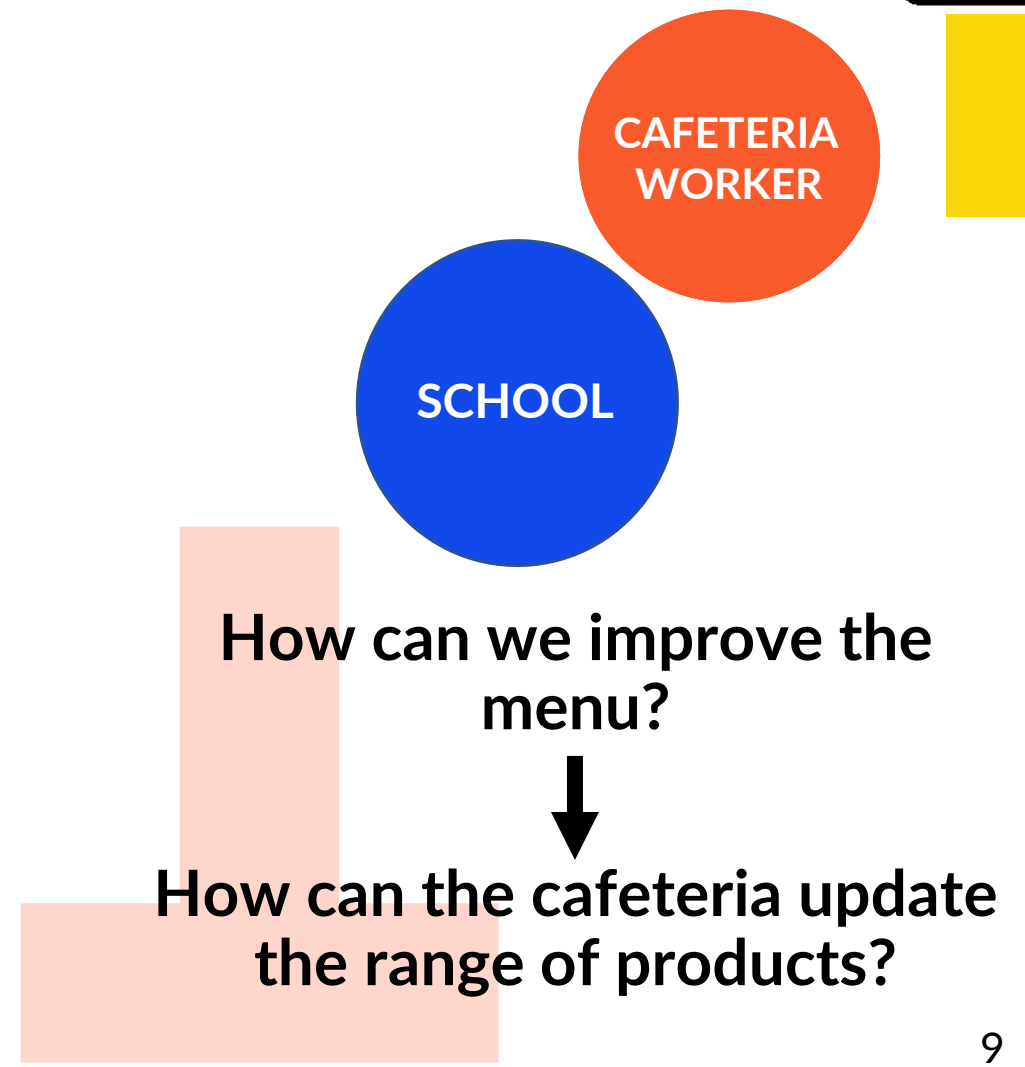 CAFETERIA
WORKER
SCHOOL
How can we improve the
menu?
How can the cafeteria update
the range of products?
9